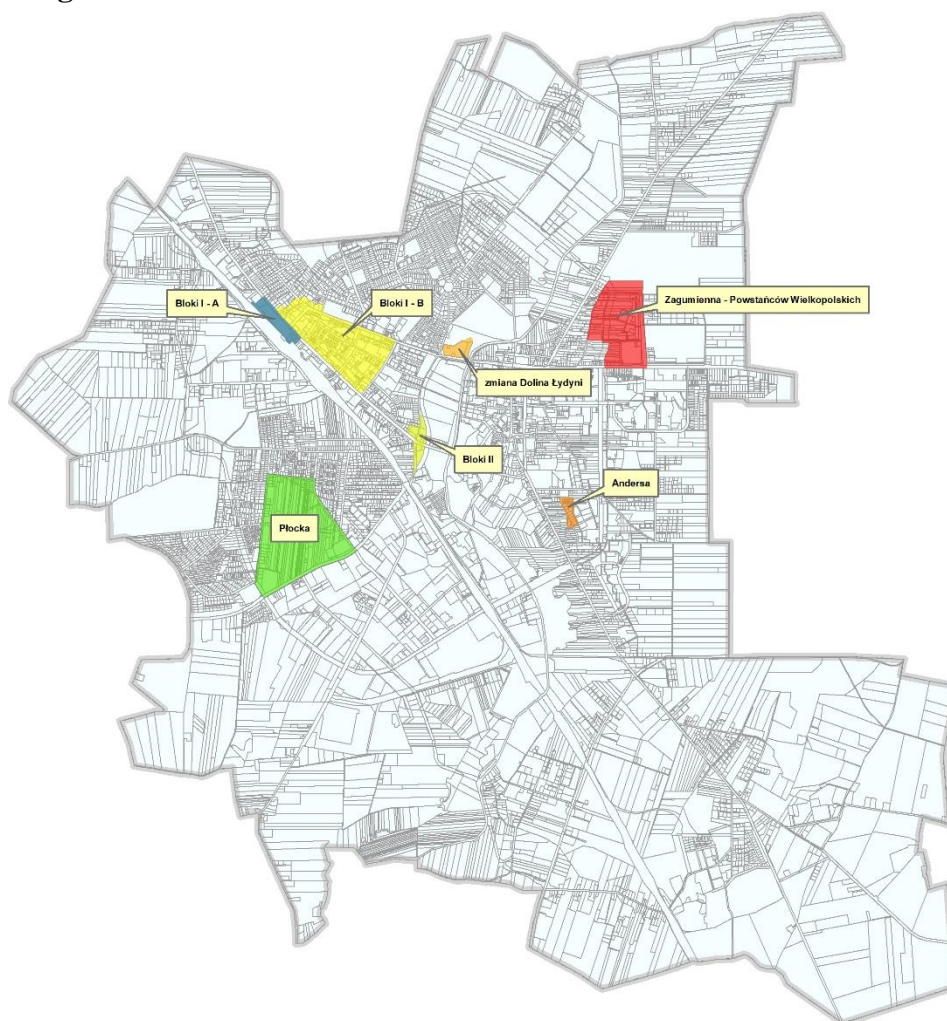 Bloki I - A
Bloki I - B
Zagumienna - Powstańców Wielkopolskich
zmiana Dolina Łydyni
Bloki II
Andersa
Płocka